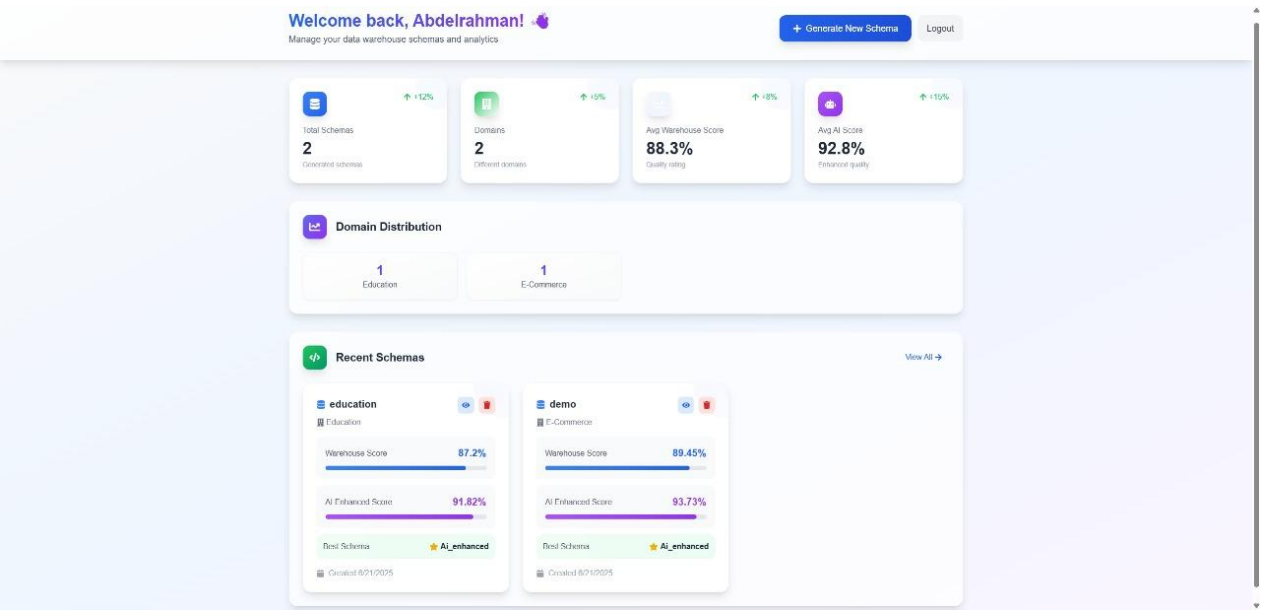 Welcome back, Abdelrahman!
Manage your data warehouse schemas and analytics
+ Generate New Schema
Logout
+12%
Total Schemas
2
Generated schemas
+5%
Domains
2
Different domains
+8%
Avg Warehouse Score
88.3%
Quality rating
+15%
Avg AI Score
92.8%
Enhanced quality
Domain Distribution
1
Education
1
E-Commerce
Recent Schemas
View All
education
Education
Warehouse Score
87.2%
AI Enhanced Score
91.82%
Best Schema
Ai_enhanced
Created 6/21/2025
demo
E-Commerce
Warehouse Score
89.45%
AI Enhanced Score
93.73%
Best Schema
Ai_enhanced
Created 6/21/2025